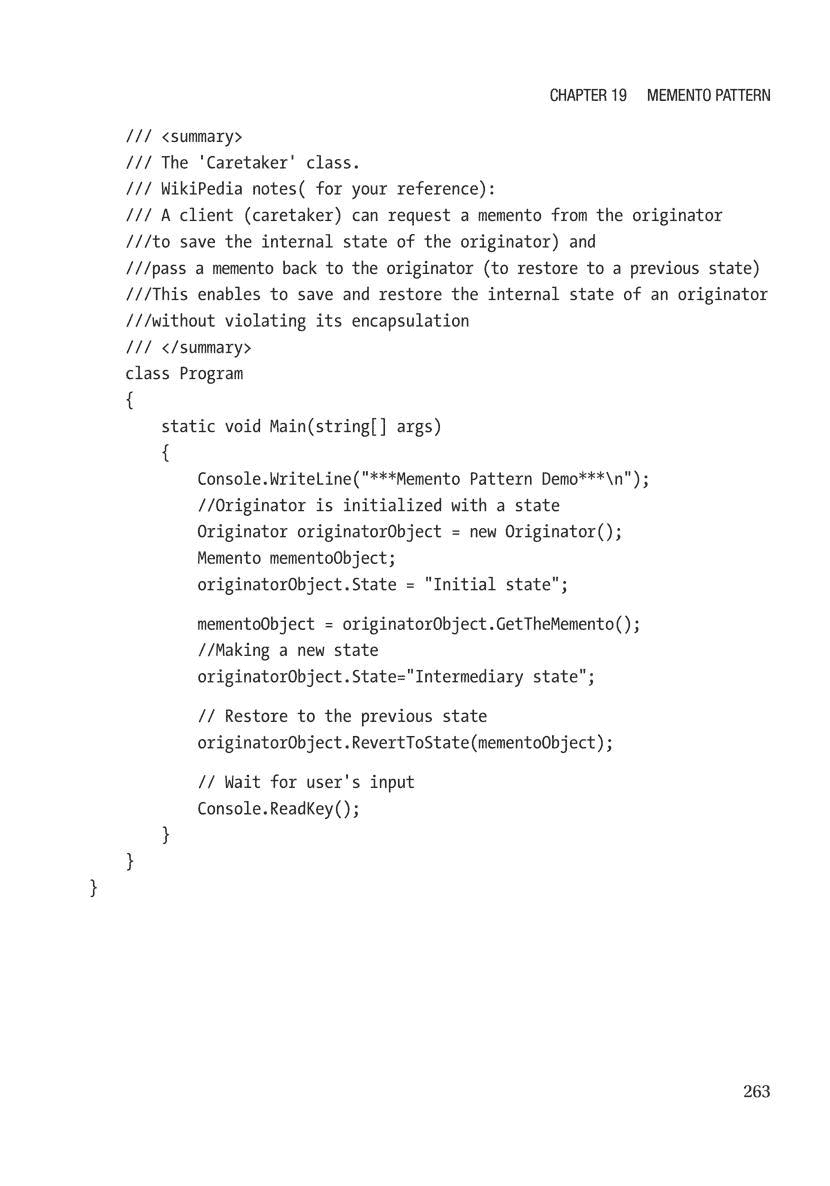 CHAPTER 19 MEMENTO PATTERN
/// <summary>
/// The 'Caretaker' class.
/// WikiPedia notes( for your reference):
/// A client (caretaker) can request a memento from the originator
///to save the internal state of the originator) and
///pass a memento back to the originator (to restore to a previous state)
///This enables to save and restore the internal state of an originator
///without violating its encapsulation
/// </summary>
class Program
{
static void Main(string[] args)
{
Console.WriteLine("***Memento Pattern Demo***\n");
//Originator is initialized with a state
Originator originatorObject = new Originator();
Memento mementoObject;
originatorObject.State = "Initial state";
mementoObject = originatorObject.GetTheMemento();
//Making a new state
originatorObject.State="Intermediary state";
// Restore to the previous state
originatorObject.RevertToState(mementoObject);
// Wait for user's input
Console.ReadKey();
}
}
}
263